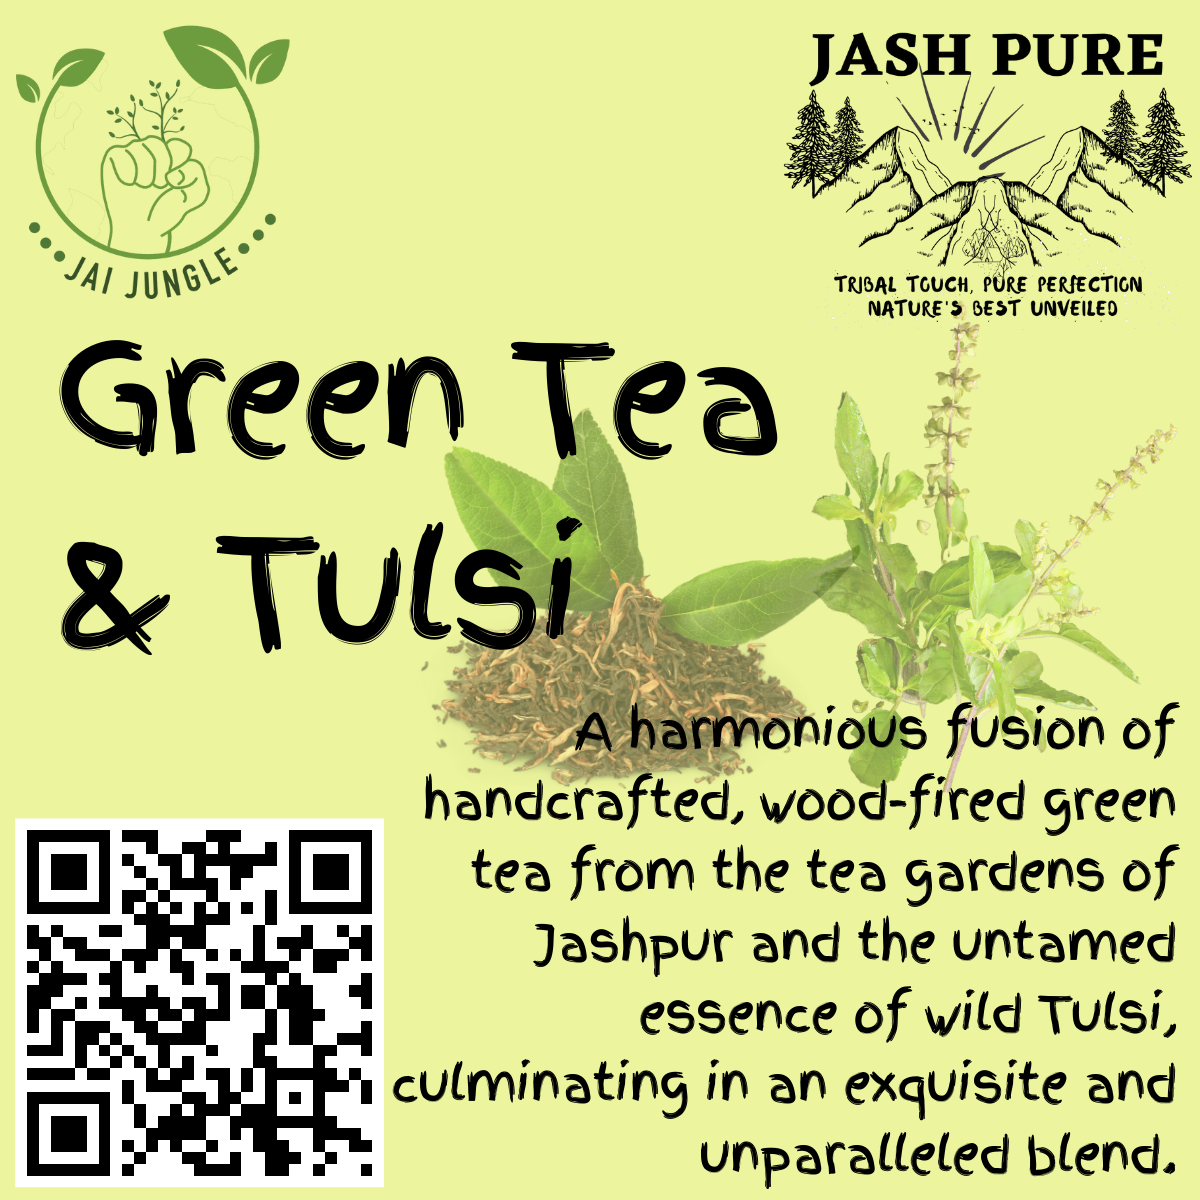 JAI JUNGLE
JASH PURE
TRIBAL TOUCH, PURE PERFECTION
NATURE'S BEST UNVEILED
Green Tea
& Tulsi
A harmonious fusion of
handcrafted, wood-fired green
tea from the tea gardens of
Jashpur and the untamed
essence of wild Tulsi,
culminating in an exquisite and
unparalleled blend.